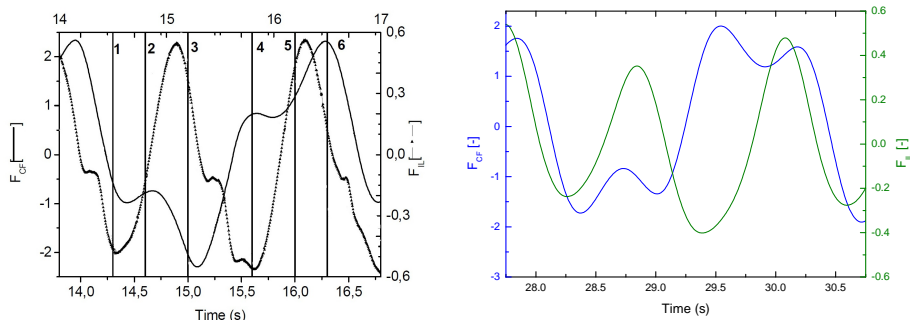 14 15 16 17
2 1 0 -1 -2
F_CF[—]
1 2 3 4 5 6
0,6 0,3 0,0 -0,3 -0,6
F_IL[—•—]
14,0 14,5 15,0 15,5 16,0 16,5
Time (s)
2 1 0 -1 -2 -3
F_CF [-]
0.6 0.4 0.2 0.0 -0.2 -0.4 -0.6
28.0 28.5 29.0 29.5 30.0 30.5
Time (s)